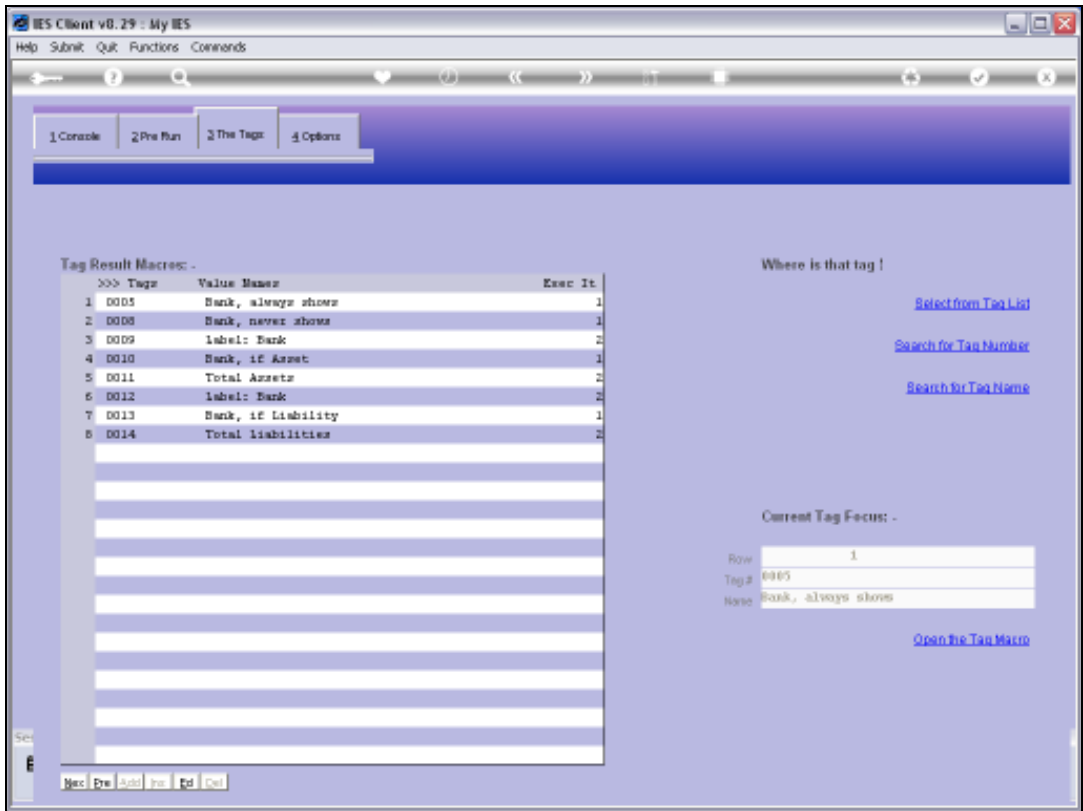 IES Client v8.29 : My IES
Help Submit Quit Functions Commands
1 Console 2 Pre Run 3 The Tags 4 Options
Tag Result Macros: -
>>> Tags Value Names Exec It
1 0005 Bank, always shows 1
2 0008 Bank, never shows 1
3 0009 label: Bank 2
4 0010 Bank, if Asset 1
5 0011 Total Assets 2
6 0012 label: Bank 2
7 0013 Bank, if Liability 1
8 0014 Total liabilities 2
Where is that tag !
Select from Tag List
Search for Tag Number
Search for Tag Name
Current Tag Focus: -
Row 1
Tag # 0005
Name Bank, always shows
Open the Tag Macro
Ses
Nex Pre Add Ins Ed Del